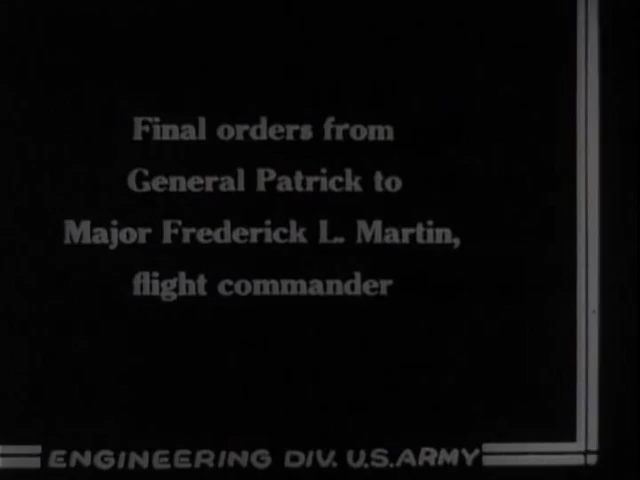 Final orders from
General Patrick to
Major Frederick L. Martin,
flight commander
ENGINEERING DIV. U.S. ARMY